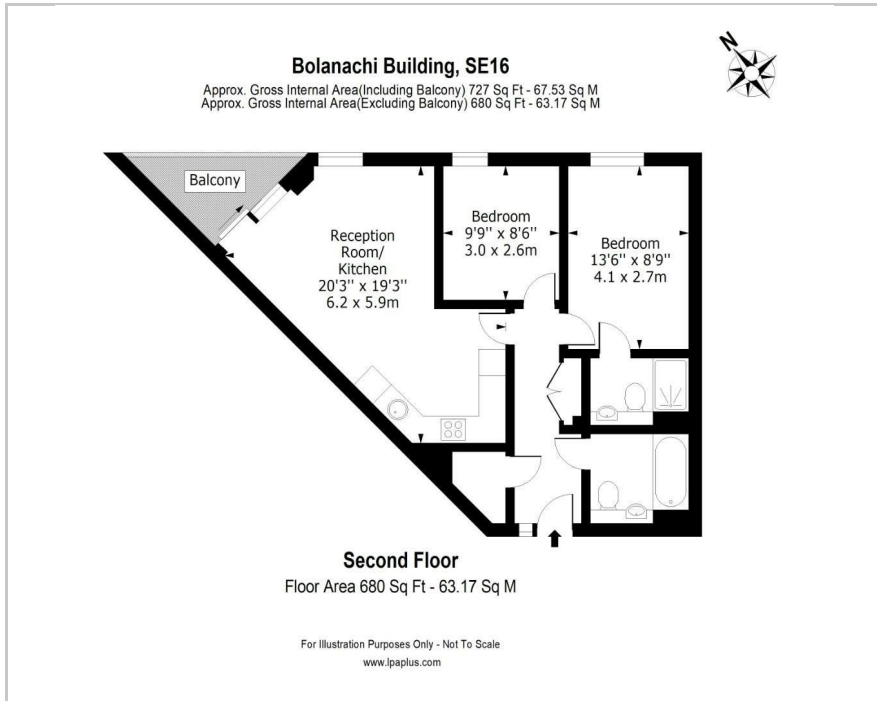 Bolanachi Building, SE16
N
Approx. Gross Internal Area(Including Balcony) 727 Sq Ft - 67.53 Sq M
Approx. Gross Internal Area(Excluding Balcony) 680 Sq Ft - 63.17 Sq M
Balcony
Reception
Room/
Kitchen
20'3" x 19'3"
6.2 x 5.9m
Bedroom
9'9" x 8'6"
3.0 x 2.6m
Bedroom
13'6" x 8'9"
4.1 x 2.7m
Second Floor
Floor Area 680 Sq Ft - 63.17 Sq M
For Illustration Purposes Only - Not To Scale
www.lpaplus.com